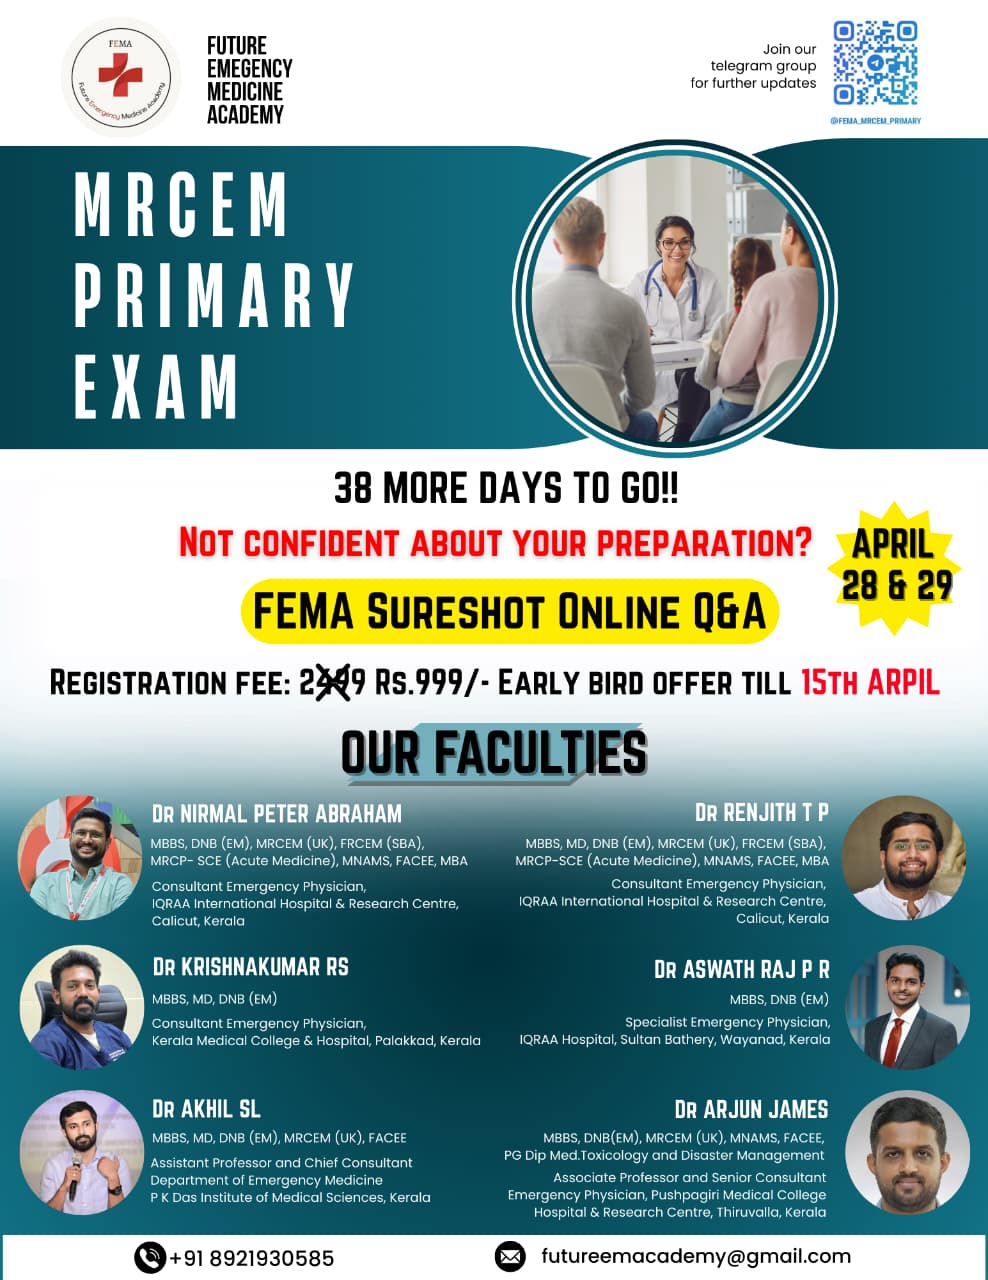 FEMA
Future Emergency Medicine Academy
FUTURE
EMEGENCY
MEDICINE
ACADEMY
Join our
telegram group
for further updates
@FEMA_MRCEM_PRIMARY
MRCEM
PRIMARY
EXAM
38 MORE DAYS TO GO!!
NOT CONFIDENT ABOUT YOUR PREPARATION?
APRIL
28 & 29
FEMA SURESHOT ONLINE Q&A
REGISTRATION FEE: 2499 RS.999/- EARLY BIRD OFFER TILL 15TH ARPIL
OUR FACULTIES
DR NIRMAL PETER ABRAHAM
MBBS, DNB (EM), MRCEM (UK), FRCEM (SBA),
MRCP- SCE (Acute Medicine), MNAMS, FACEE, MBA
Consultant Emergency Physician,
IQRAA International Hospital & Research Centre,
Calicut, Kerala
DR RENJITH T P
MBBS, MD, DNB (EM), MRCEM (UK), FRCEM (SBA),
MRCP-SCE (Acute Medicine), MNAMS, FACEE, MBA
Consultant Emergency Physician,
IQRAA International Hospital & Research Centre,
Calicut, Kerala
DR KRISHNAKUMAR RS
MBBS, MD, DNB (EM)
Consultant Emergency Physician,
Kerala Medical College & Hospital, Palakkad, Kerala
DR ASWATH RAJ P R
MBBS, DNB (EM)
Specialist Emergency Physician,
IQRAA Hospital, Sultan Bathery, Wayanad, Kerala
DR AKHIL SL
MBBS, MD, DNB (EM), MRCEM (UK), FACEE
Assistant Professor and Chief Consultant
Department of Emergency Medicine
P K Das Institute of Medical Sciences, Kerala
DR ARJUN JAMES
MBBS, DNB(EM), MRCEM (UK), MNAMS, FACEE,
PG Dip Med.Toxicology and Disaster Management
Associate Professor and Senior Consultant
Emergency Physician, Pushpagiri Medical College
Hospital & Research Centre, Thiruvalla, Kerala
+91 8921930585
futureemacademy@gmail.com